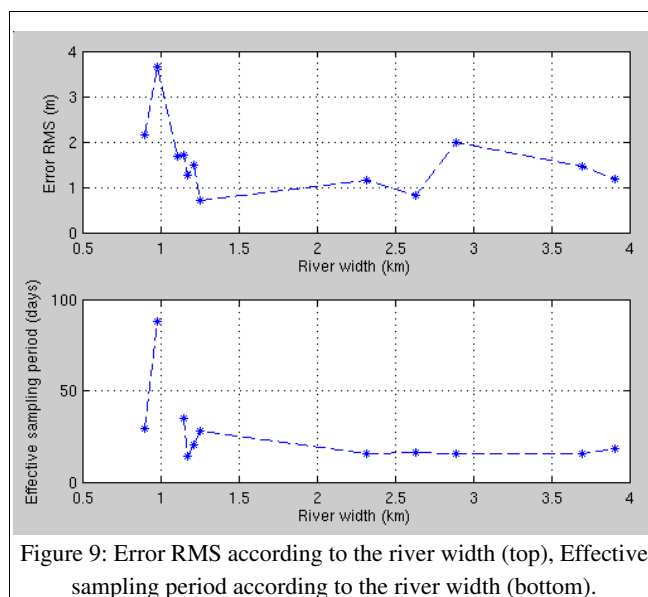 4
3
2
1
0
Error RMS (m)
0.5 1 1.5 2 2.5 3 3.5 4
River width (km)
100
50
0
Effective sampling period (days)
0.5 1 1.5 2 2.5 3 3.5 4
River width (km)
Figure 9: Error RMS according to the river width (top), Effective
sampling period according to the river width (bottom).